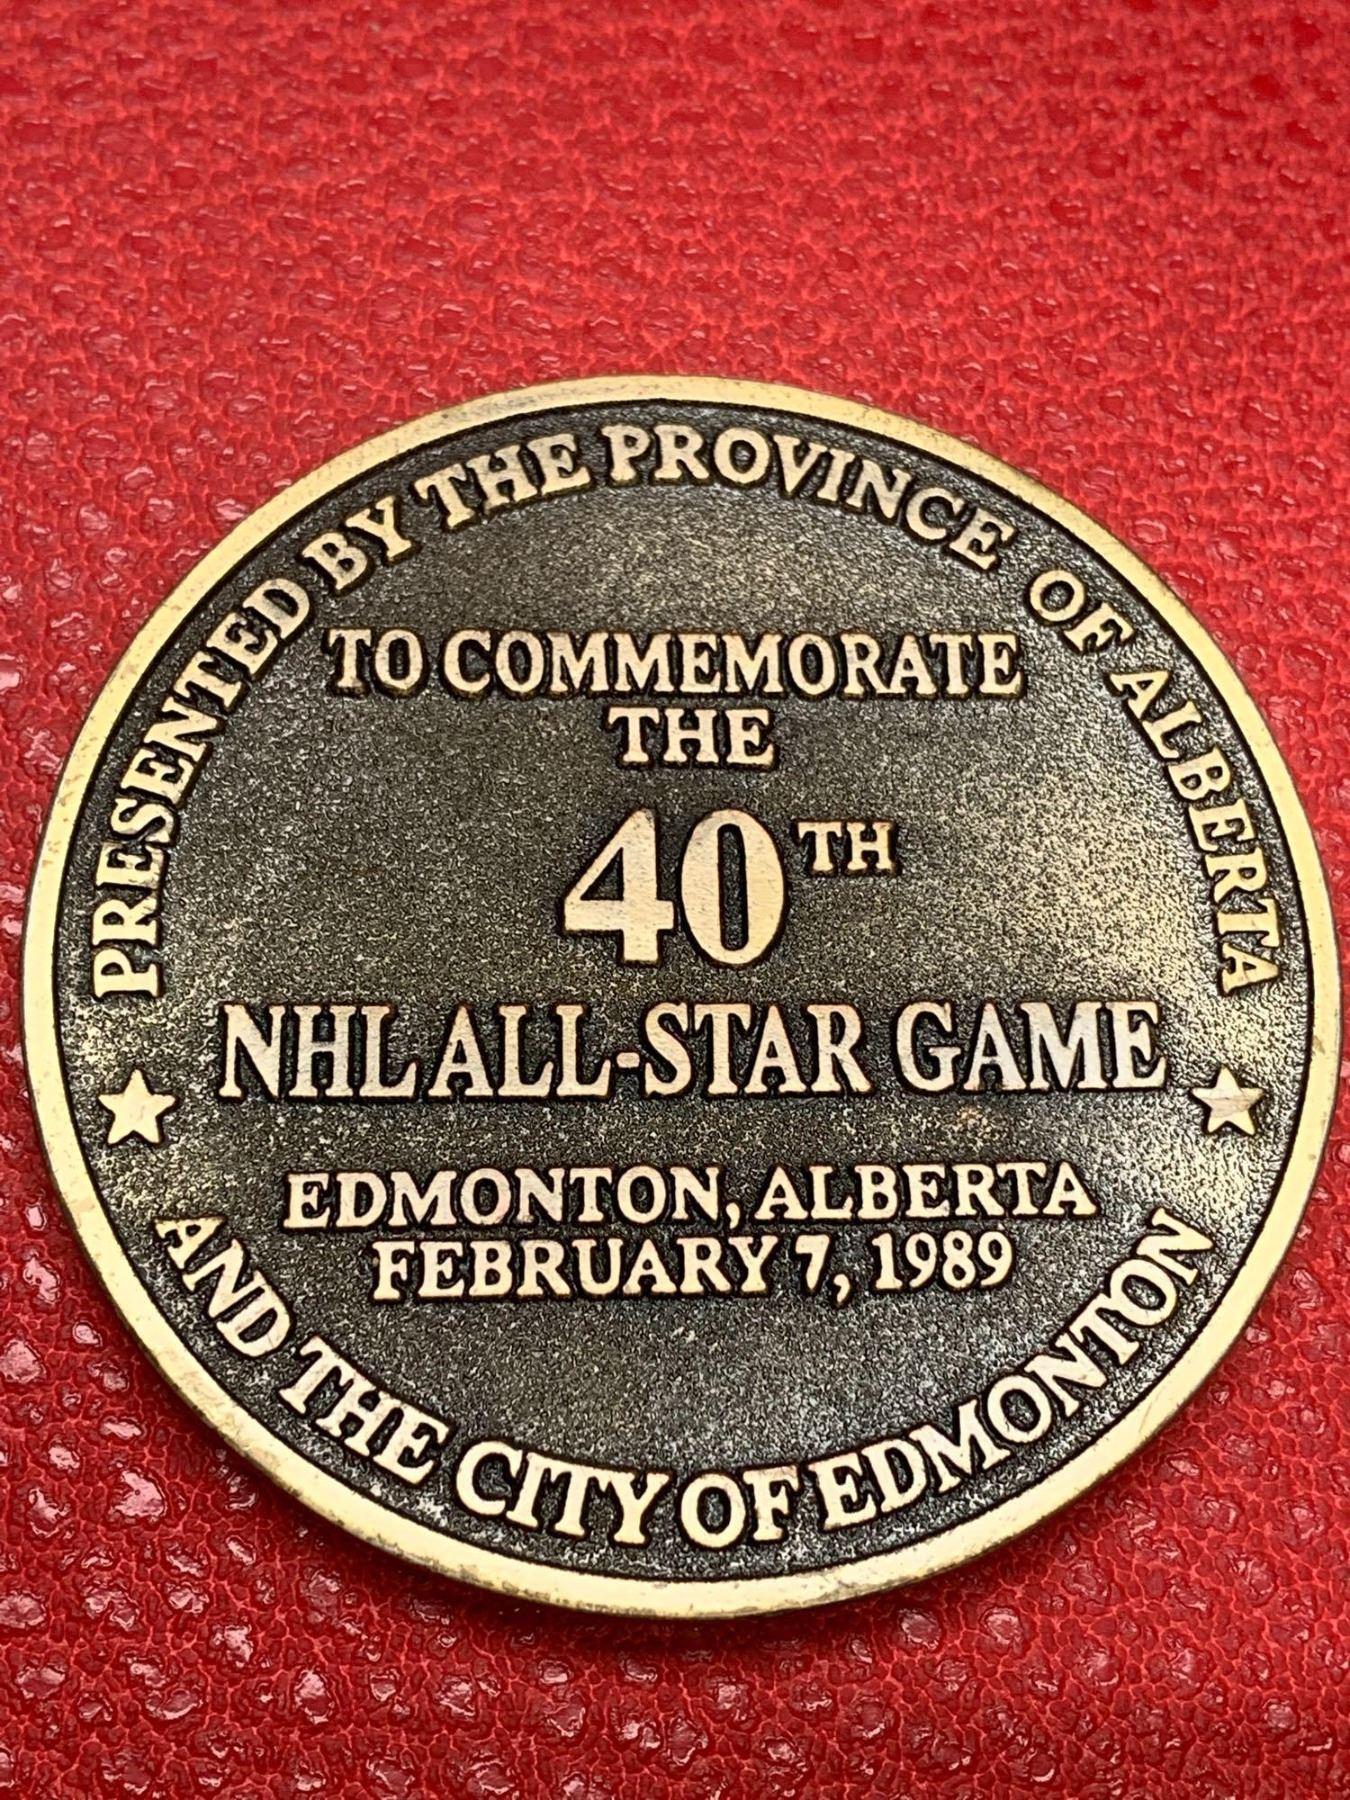 PRESENTED BY THE PROVINCE OF ALBERTA
TO COMMEMORATE
THE
40TH
NHL ALL-STAR GAME
EDMONTON, ALBERTA
FEBRUARY 7, 1989
AND THE CITY OF EDMONTON